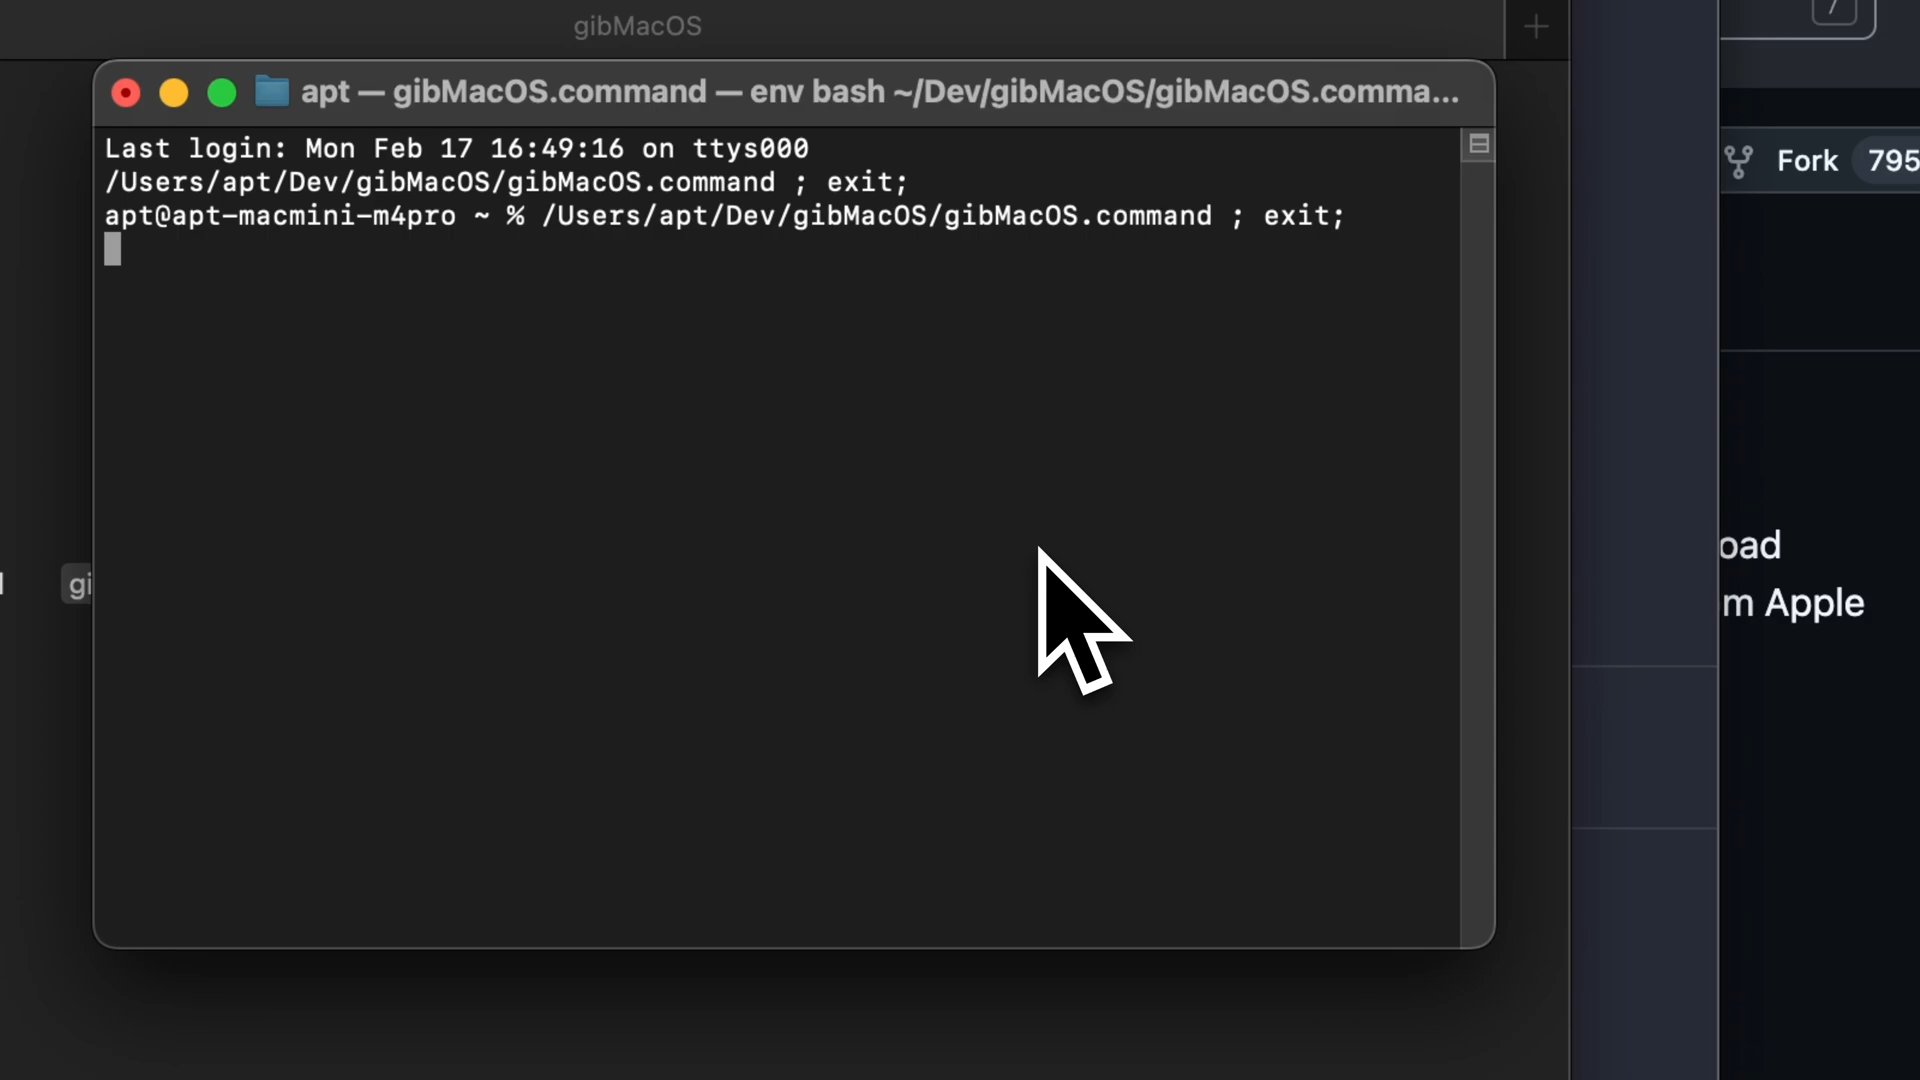 gibMacOS
/
apt — gibMacOS.command — env bash ~/Dev/gibMacOS/gibMacOS.comma...
Last login: Mon Feb 17 16:49:16 on ttys000
/Users/apt/Dev/gibMacOS/gibMacOS.command ; exit;
apt@apt-macmini-m4pro ~ % /Users/apt/Dev/gibMacOS/gibMacOS.command ; exit;
Fork 795
oad
m Apple
gi